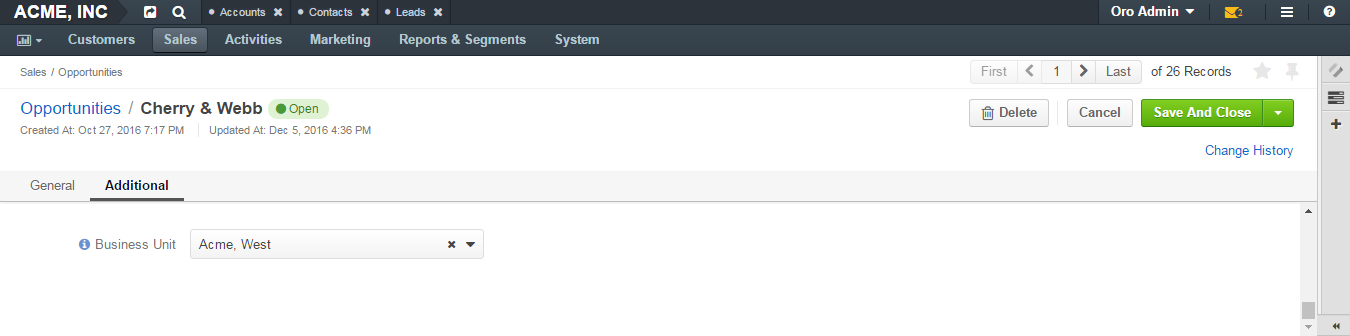 ACME, INC Accounts Contacts Leads Oro Admin 2
Customers Sales Activities Marketing Reports & Segments System
Sales / Opportunities First 1 Last of 26 Records
Opportunities / Cherry & Webb Open Delete Cancel Save And Close
Created At: Oct 27, 2016 7:17 PM Updated At: Dec 5, 2016 4:36 PM
Change History
General Additional
Business Unit Acme, West